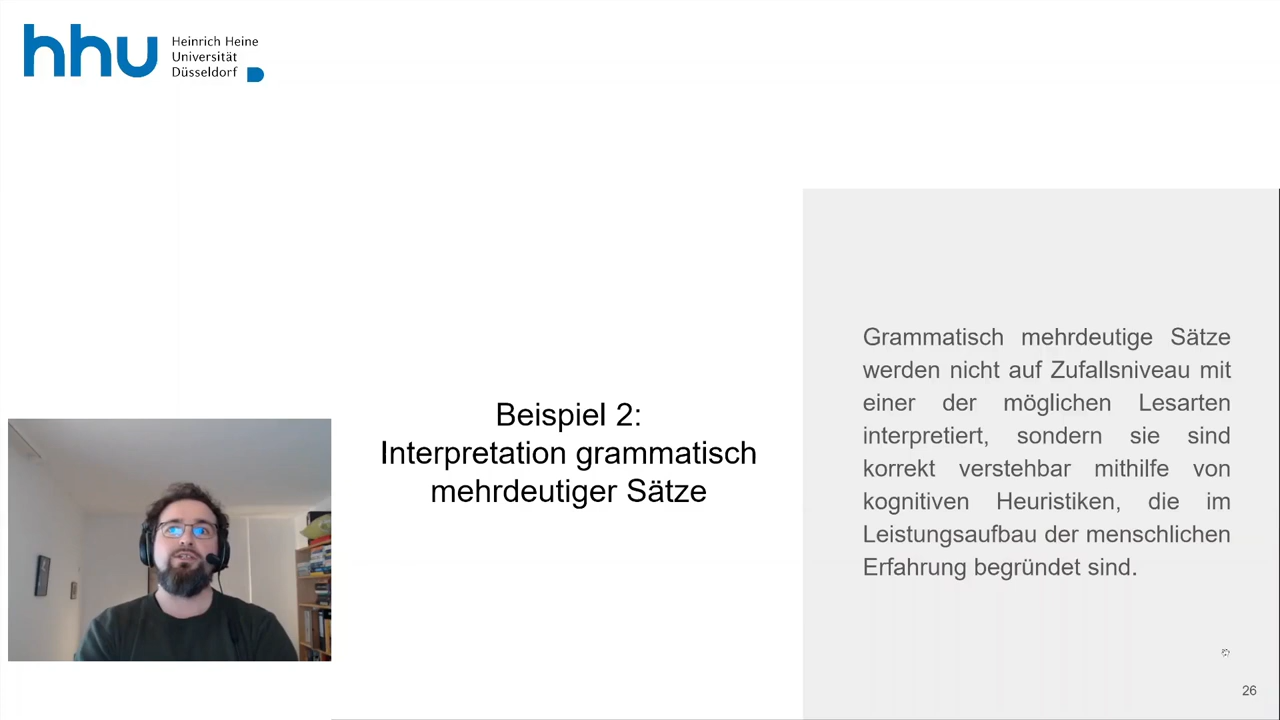 hhu
Heinrich Heine
Universität
Düsseldorf
Beispiel 2:
Interpretation grammatisch
mehrdeutiger Sätze
Grammatisch mehrdeutige Sätze
werden nicht auf Zufallsniveau mit
einer der möglichen Lesarten
interpretiert, sondern sie sind
korrekt verstehbar mithilfe von
kognitiven Heuristiken, die im
Leistungsaufbau der menschlichen
Erfahrung begründet sind.
26